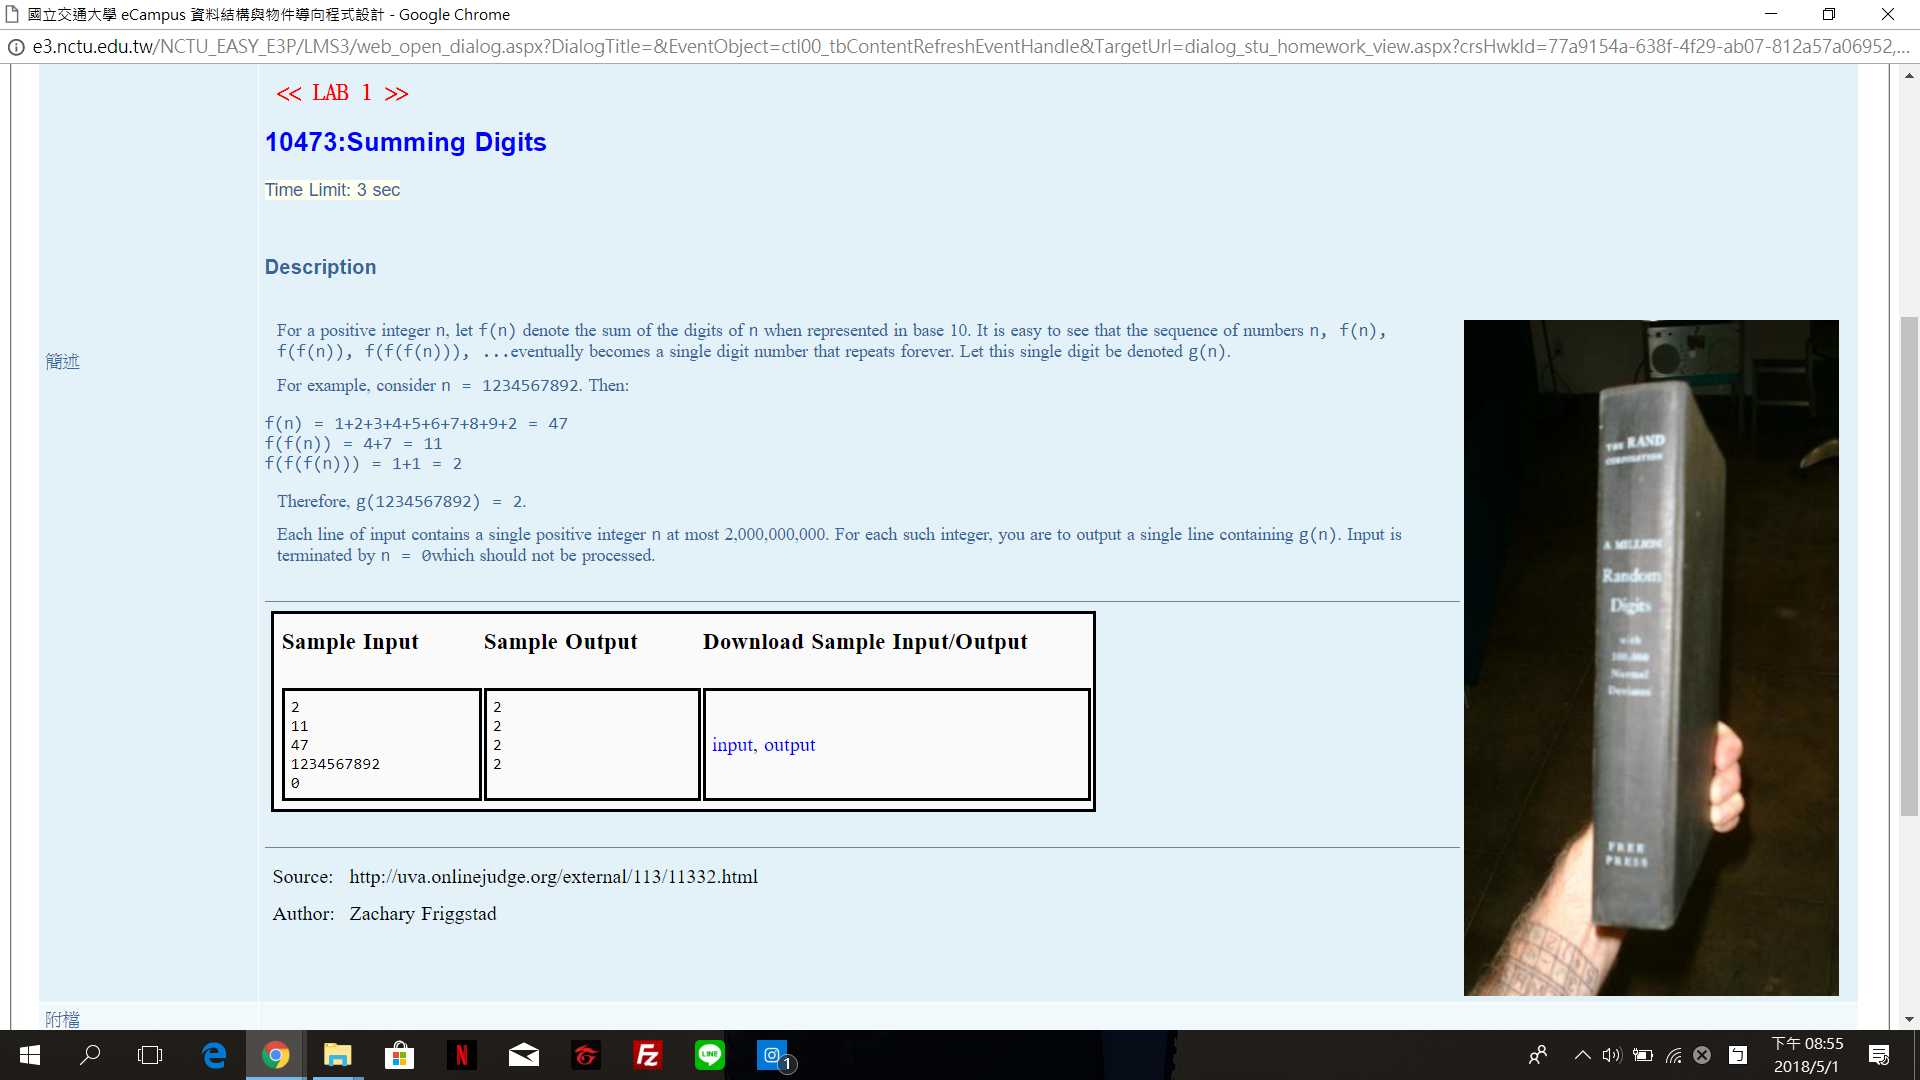 國立交通大學 eCampus 資料結構與物件導向程式設計 - Google Chrome
e3.nctu.edu.tw/NCTU_EASY_E3P/LMS3/web_open_dialog.aspx?DialogTitle=&EventObject=ctl00_tbContentRefreshEventHandle&TargetUrl=dialog_stu_homework_view.aspx?crsHwkId=77a9154a-638f-4f29-ab07-812a57a06952,...
<< LAB 1 >>
10473:Summing Digits
Time Limit: 3 sec
Description
簡述
For a positive integer n, let f(n) denote the sum of the digits of n when represented in base 10. It is easy to see that the sequence of numbers n, f(n),
f(f(n)), f(f(f(n))), ...eventually becomes a single digit number that repeats forever. Let this single digit be denoted g(n).
For example, consider n = 1234567892. Then:
f(n) = 1+2+3+4+5+6+7+8+9+2 = 47
f(f(n)) = 4+7 = 11
f(f(f(n))) = 1+1 = 2
Therefore, g(1234567892) = 2.
Each line of input contains a single positive integer n at most 2,000,000,000. For each such integer, you are to output a single line containing g(n). Input is
terminated by n = 0which should not be processed.
THE RAND
CORPORATION
A MILLION
Random
Digits
with
100,000
Normal
Deviates
FREE
PRESS
Sample Input Sample Output Download Sample Input/Output
2
11
47
1234567892
0
2
2
2
2
input, output
Source: http://uva.onlinejudge.org/external/113/11332.html
Author: Zachary Friggstad
附檔
N
FZ
LINE
1
ㄅ
下午 08:55
2018/5/1